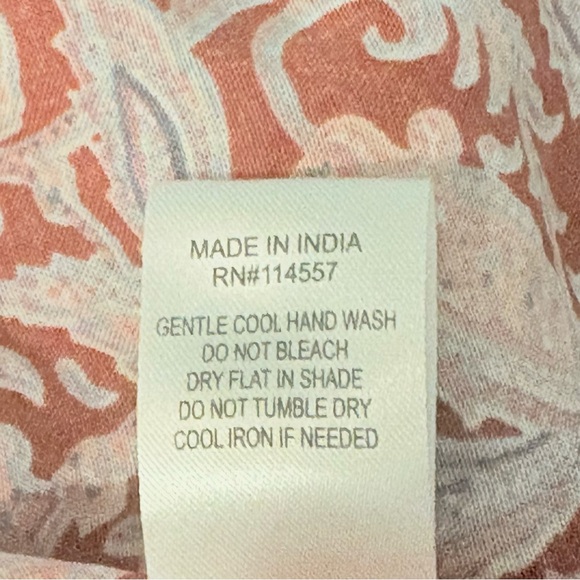 MADE IN INDIA
RN#114557
GENTLE COOL HAND WASH
DO NOT BLEACH
DRY FLAT IN SHADE
DO NOT TUMBLE DRY
COOL IRON IF NEEDED